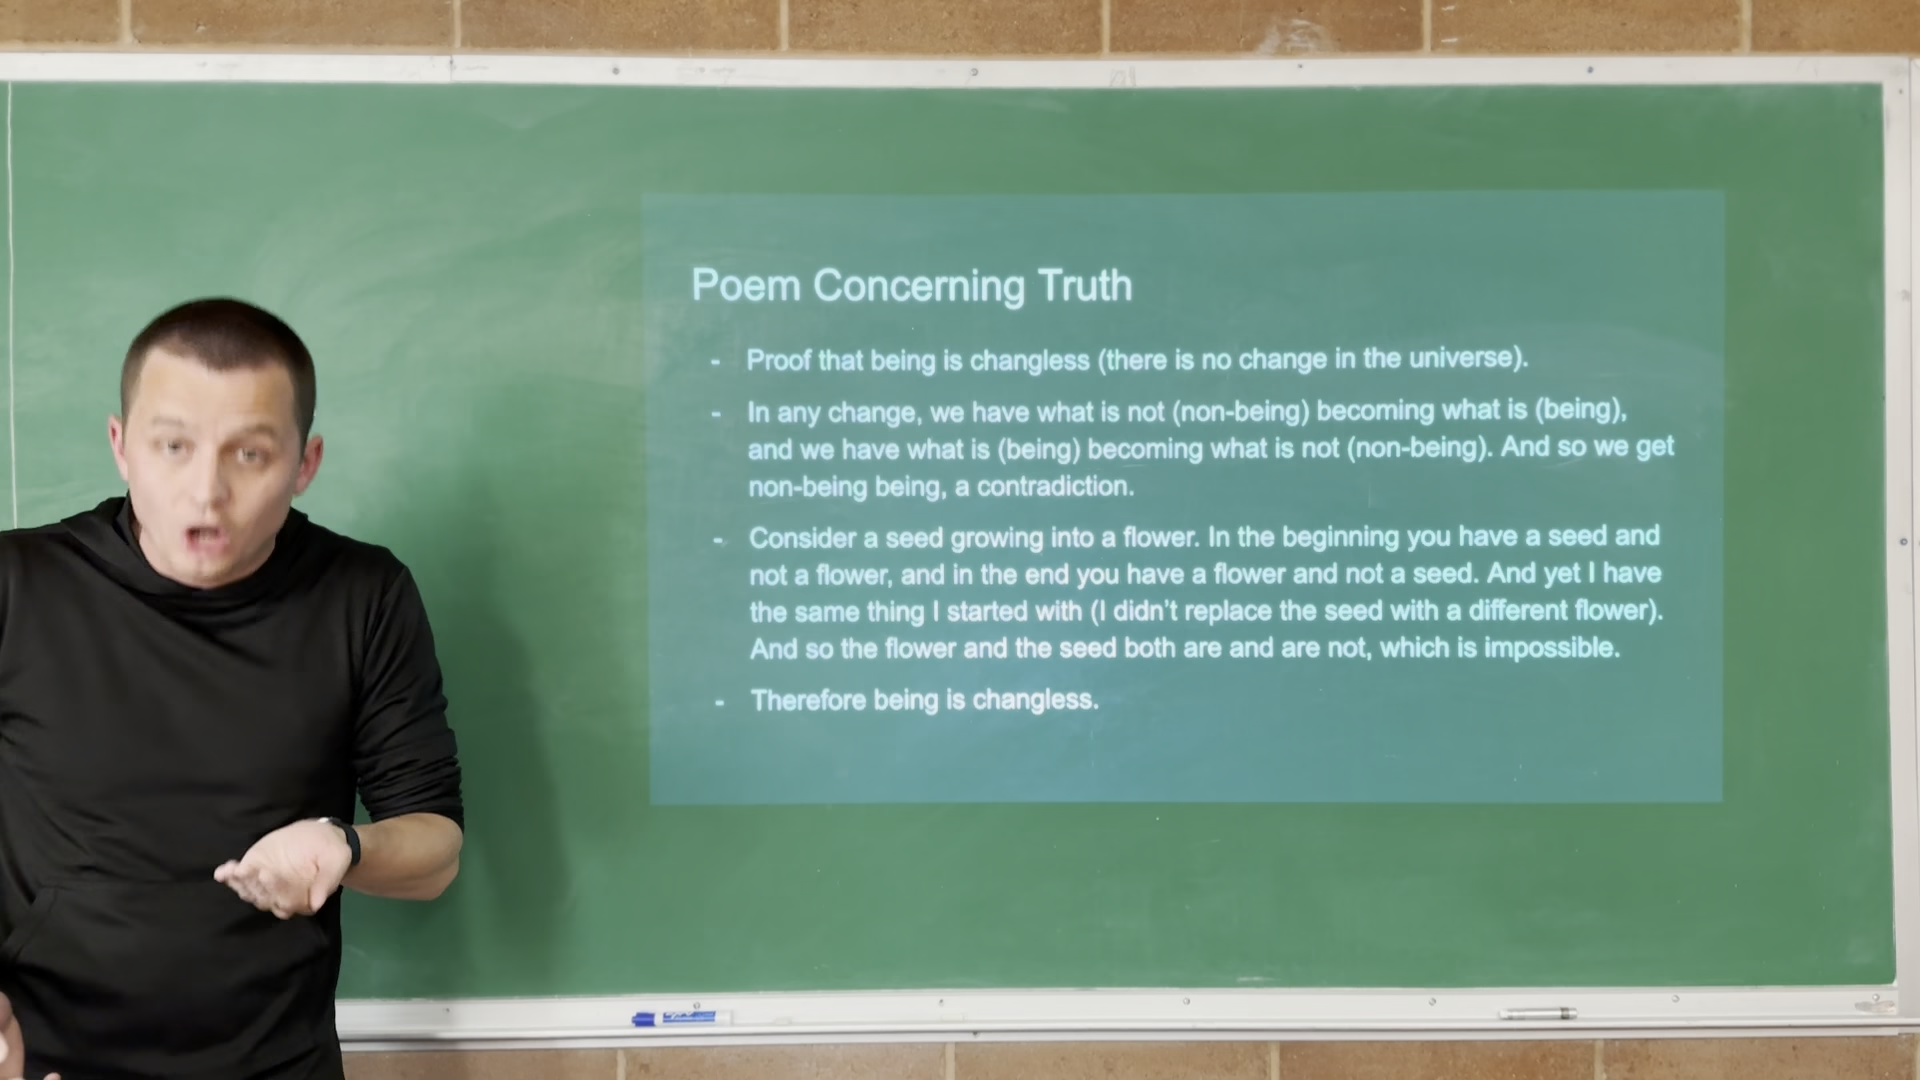 Poem Concerning Truth
- Proof that being is changless (there is no change in the universe).
- In any change, we have what is not (non-being) becoming what is (being),
and we have what is (being) becoming what is not (non-being). And so we get
non-being being, a contradiction.
- Consider a seed growing into a flower. In the beginning you have a seed and
not a flower, and in the end you have a flower and not a seed. And yet I have
the same thing I started with (I didn't replace the seed with a different flower).
And so the flower and the seed both are and are not, which is impossible.
- Therefore being is changless.